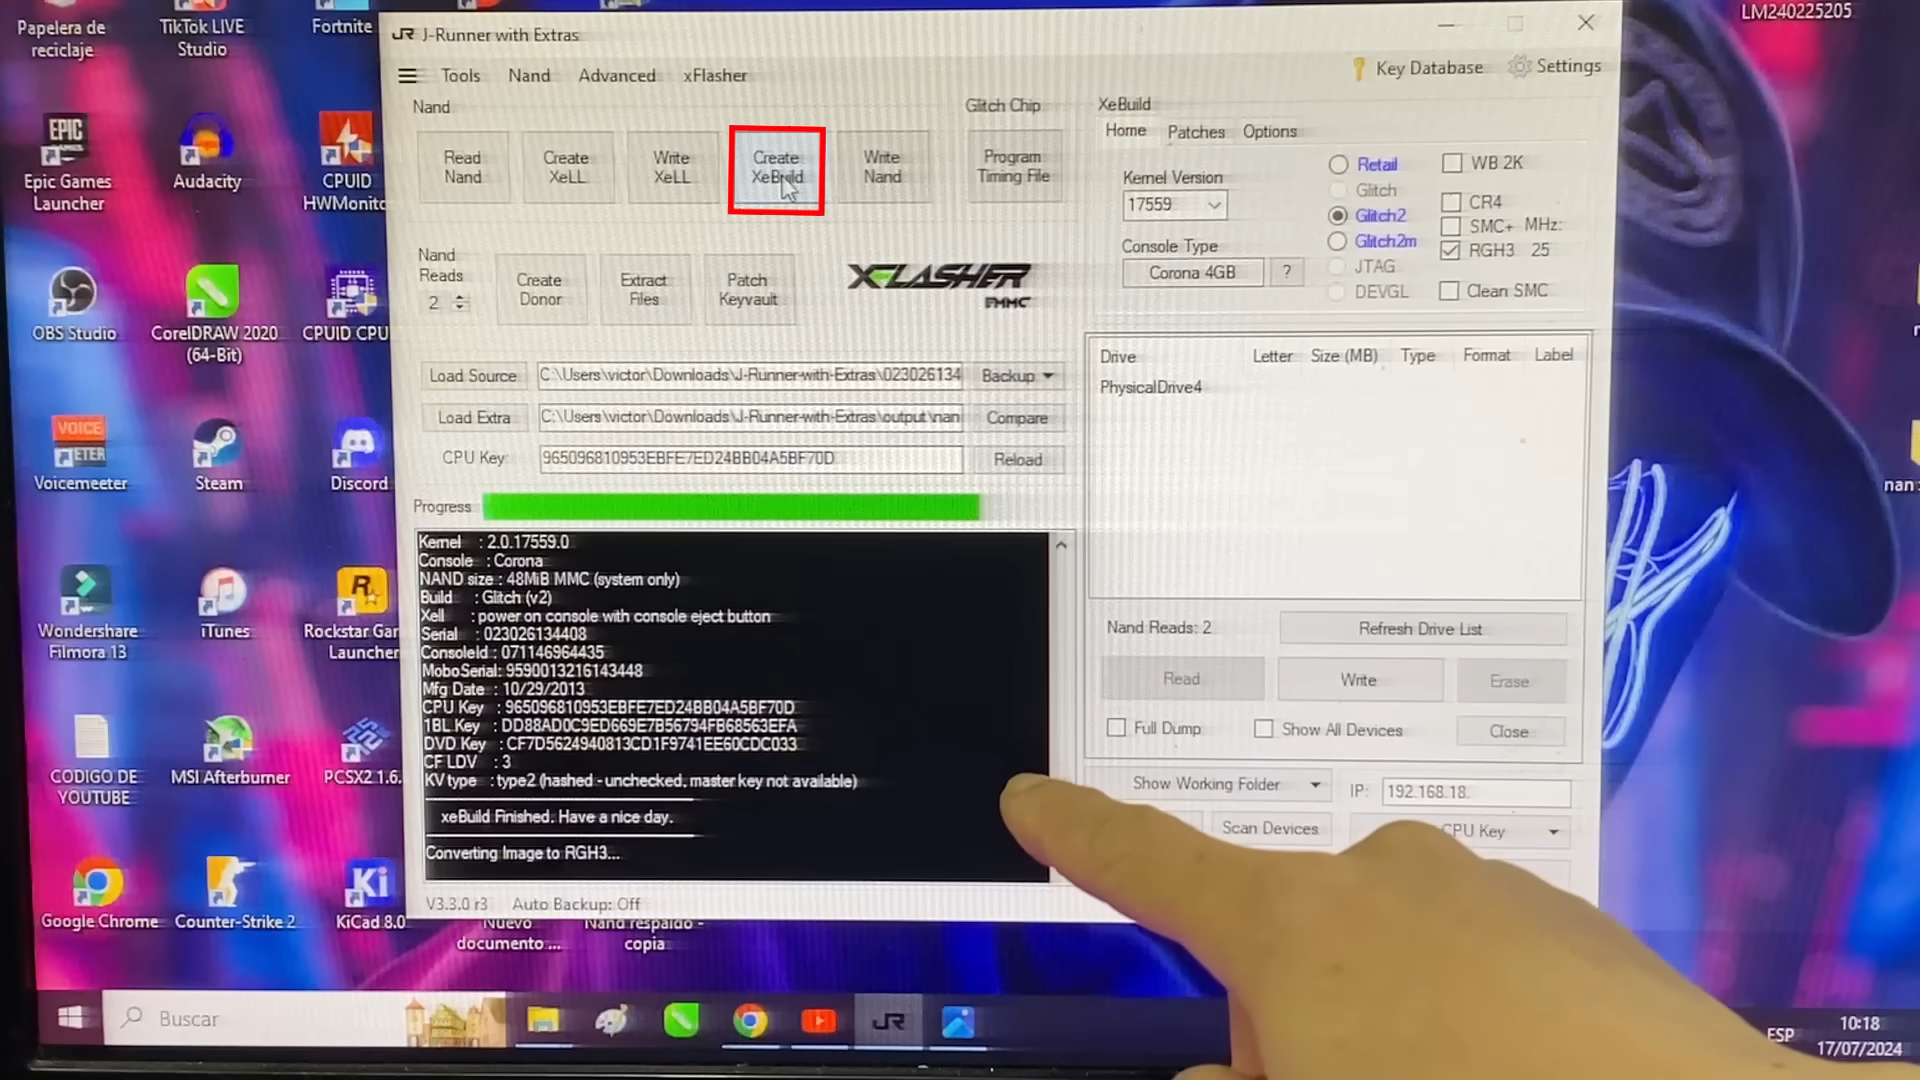 Papelera de
reciclaje
TikTok LIVE
Studio
Fortnite
LM240225205
JR J-Runner with Extras
Tools Nand Advanced xFlasher
Key Database Settings
Nand
Glitch Chip
XeBuild
Read
Nand
Create
XeLL
Write
XeLL
Create
XeBuild
Write
Nand
Program
Timing File
Home Patches Options
Kernel Version
17559
Console Type
Corona 4GB ?
Retail
Glitch
Glitch2
Glitch2m
JTAG
DEVGL
WB 2K
CR4
SMC+ MHz:
RGH3 25
Clean SMC
Nand
Reads
2
Create
Donor
Extract
Files
Patch
Keyvault
XFLASHER
EMMC
Load Source C:\Users\victor\Downloads\J-Runner-with-Extras\023026134 Backup
Load Extra C:\Users\victor\Downloads\J-Runner-with-Extras\output\nan Compare
CPU Key: 965096810953EBFE7ED24BB04A5BF70D Reload
Progress
Kernel : 2.0.17559.0
Console : Corona
NAND size : 48MiB MMC (system only)
Build : Glitch (v2)
Xell : power on console with console eject button
Serial : 023026134408
ConsoleId : 071146964435
MoboSerial: 9590013216143448
Mfg Date : 10/29/2013
CPU Key : 965096810953EBFE7ED24BB04A5BF70D
1BL Key : DD88AD0C9ED669E7B56794FB68563EFA
DVD Key : CF7D5624940813CD1F9741EE60CDC033
CF LDV : 3
KV type : type2 (hashed - unchecked, master key not available)
xeBuild Finished. Have a nice day.
Converting Image to RGH3...
V3.3.0 r3 Auto Backup: Off
Drive Letter Size (MB) Type Format Label
PhysicalDrive4
Nand Reads: 2 Refresh Drive List
Read Write Erase
Full Dump Show All Devices Close
Show Working Folder IP: 192.168.18.
Scan Devices CPU Key
EPIC
GAMES
Epic Games
Launcher
Audacity
CPUID
HWMonito
OBS Studio
CorelDRAW 2020
(64-Bit)
CPUID CPU
VOICE
Voicemeeter
Steam
Discord
Wondershare
Filmora 13
iTunes
Rockstar Gar
Launcher
CODIGO DE
YOUTUBE
MSI Afterburner
PCSX2 1.6.
Google Chrome
Counter-Strike 2
Ki
KiCad 8.0
Nuevo
documento ...
Nand respaldo -
copia
nan
Buscar
JR
ESP
10:18
17/07/2024